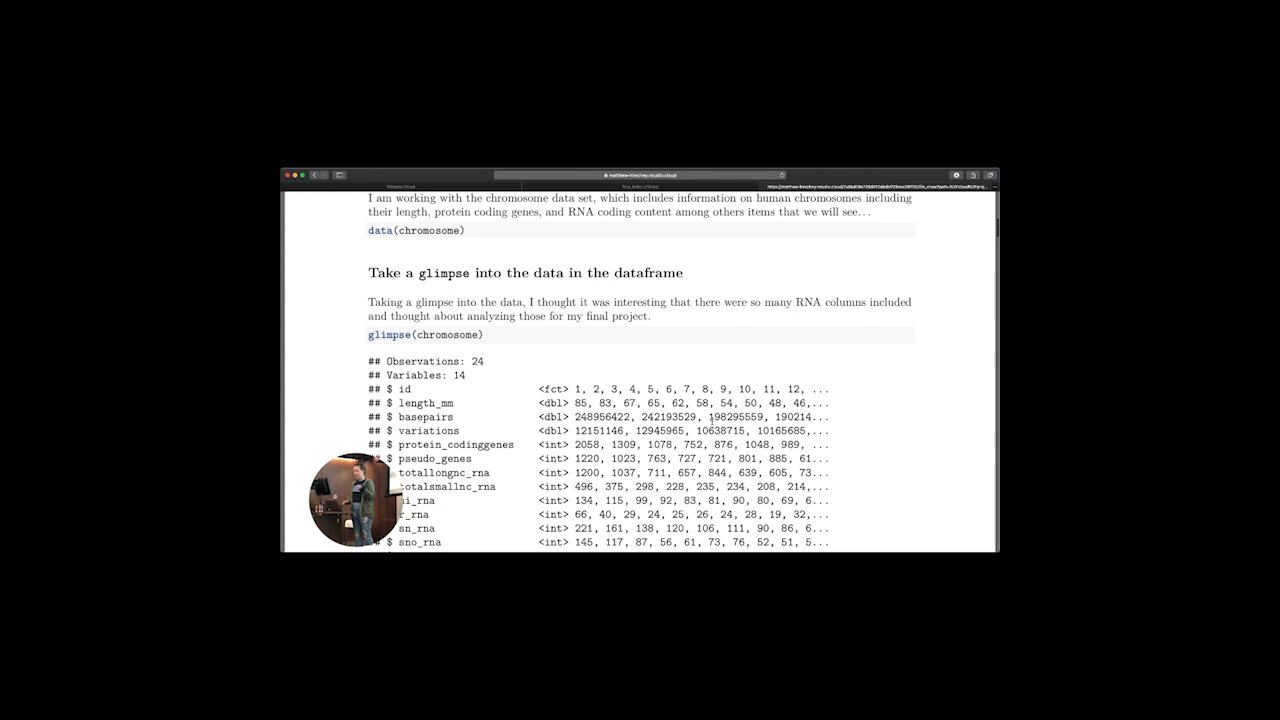 matthew-hirschey.rstudio.cloud
RStudio Cloud
I am working with the chromosome data set, which includes information on human chromosomes including
their length, protein coding genes, and RNA coding content among others items that we will see...
data(chromosome)
Take a glimpse into the data in the dataframe
Taking a glimpse into the data, I thought it was interesting that there were so many RNA columns included
and thought about analyzing those for my final project.
glimpse(chromosome)
## Observations: 24
## Variables: 14
## $ id <fct> 1, 2, 3, 4, 5, 6, 7, 8, 9, 10, 11, 12, ...
## $ length_mm <dbl> 85, 83, 67, 65, 62, 58, 54, 50, 48, 46,...
## $ basepairs <dbl> 248956422, 242193529, 198295559, 190214...
## $ variations <dbl> 12151146, 12945965, 10638715, 10165685,...
## $ protein_codinggenes <int> 2058, 1309, 1078, 752, 876, 1048, 989, ...
## $ pseudo_genes <int> 1220, 1023, 763, 727, 721, 801, 885, 61...
totallongnc_rna <int> 1200, 1037, 711, 657, 844, 639, 605, 73...
totalsmallnc_rna <int> 496, 375, 298, 228, 235, 234, 208, 214,...
i_rna <int> 134, 115, 99, 92, 83, 81, 90, 80, 69, 6...
r_rna <int> 66, 40, 29, 24, 25, 26, 24, 28, 19, 32,...
sn_rna <int> 221, 161, 138, 120, 106, 111, 90, 86, 6...
# $ sno_rna <int> 145, 117, 87, 56, 61, 73, 76, 52, 51, 5...